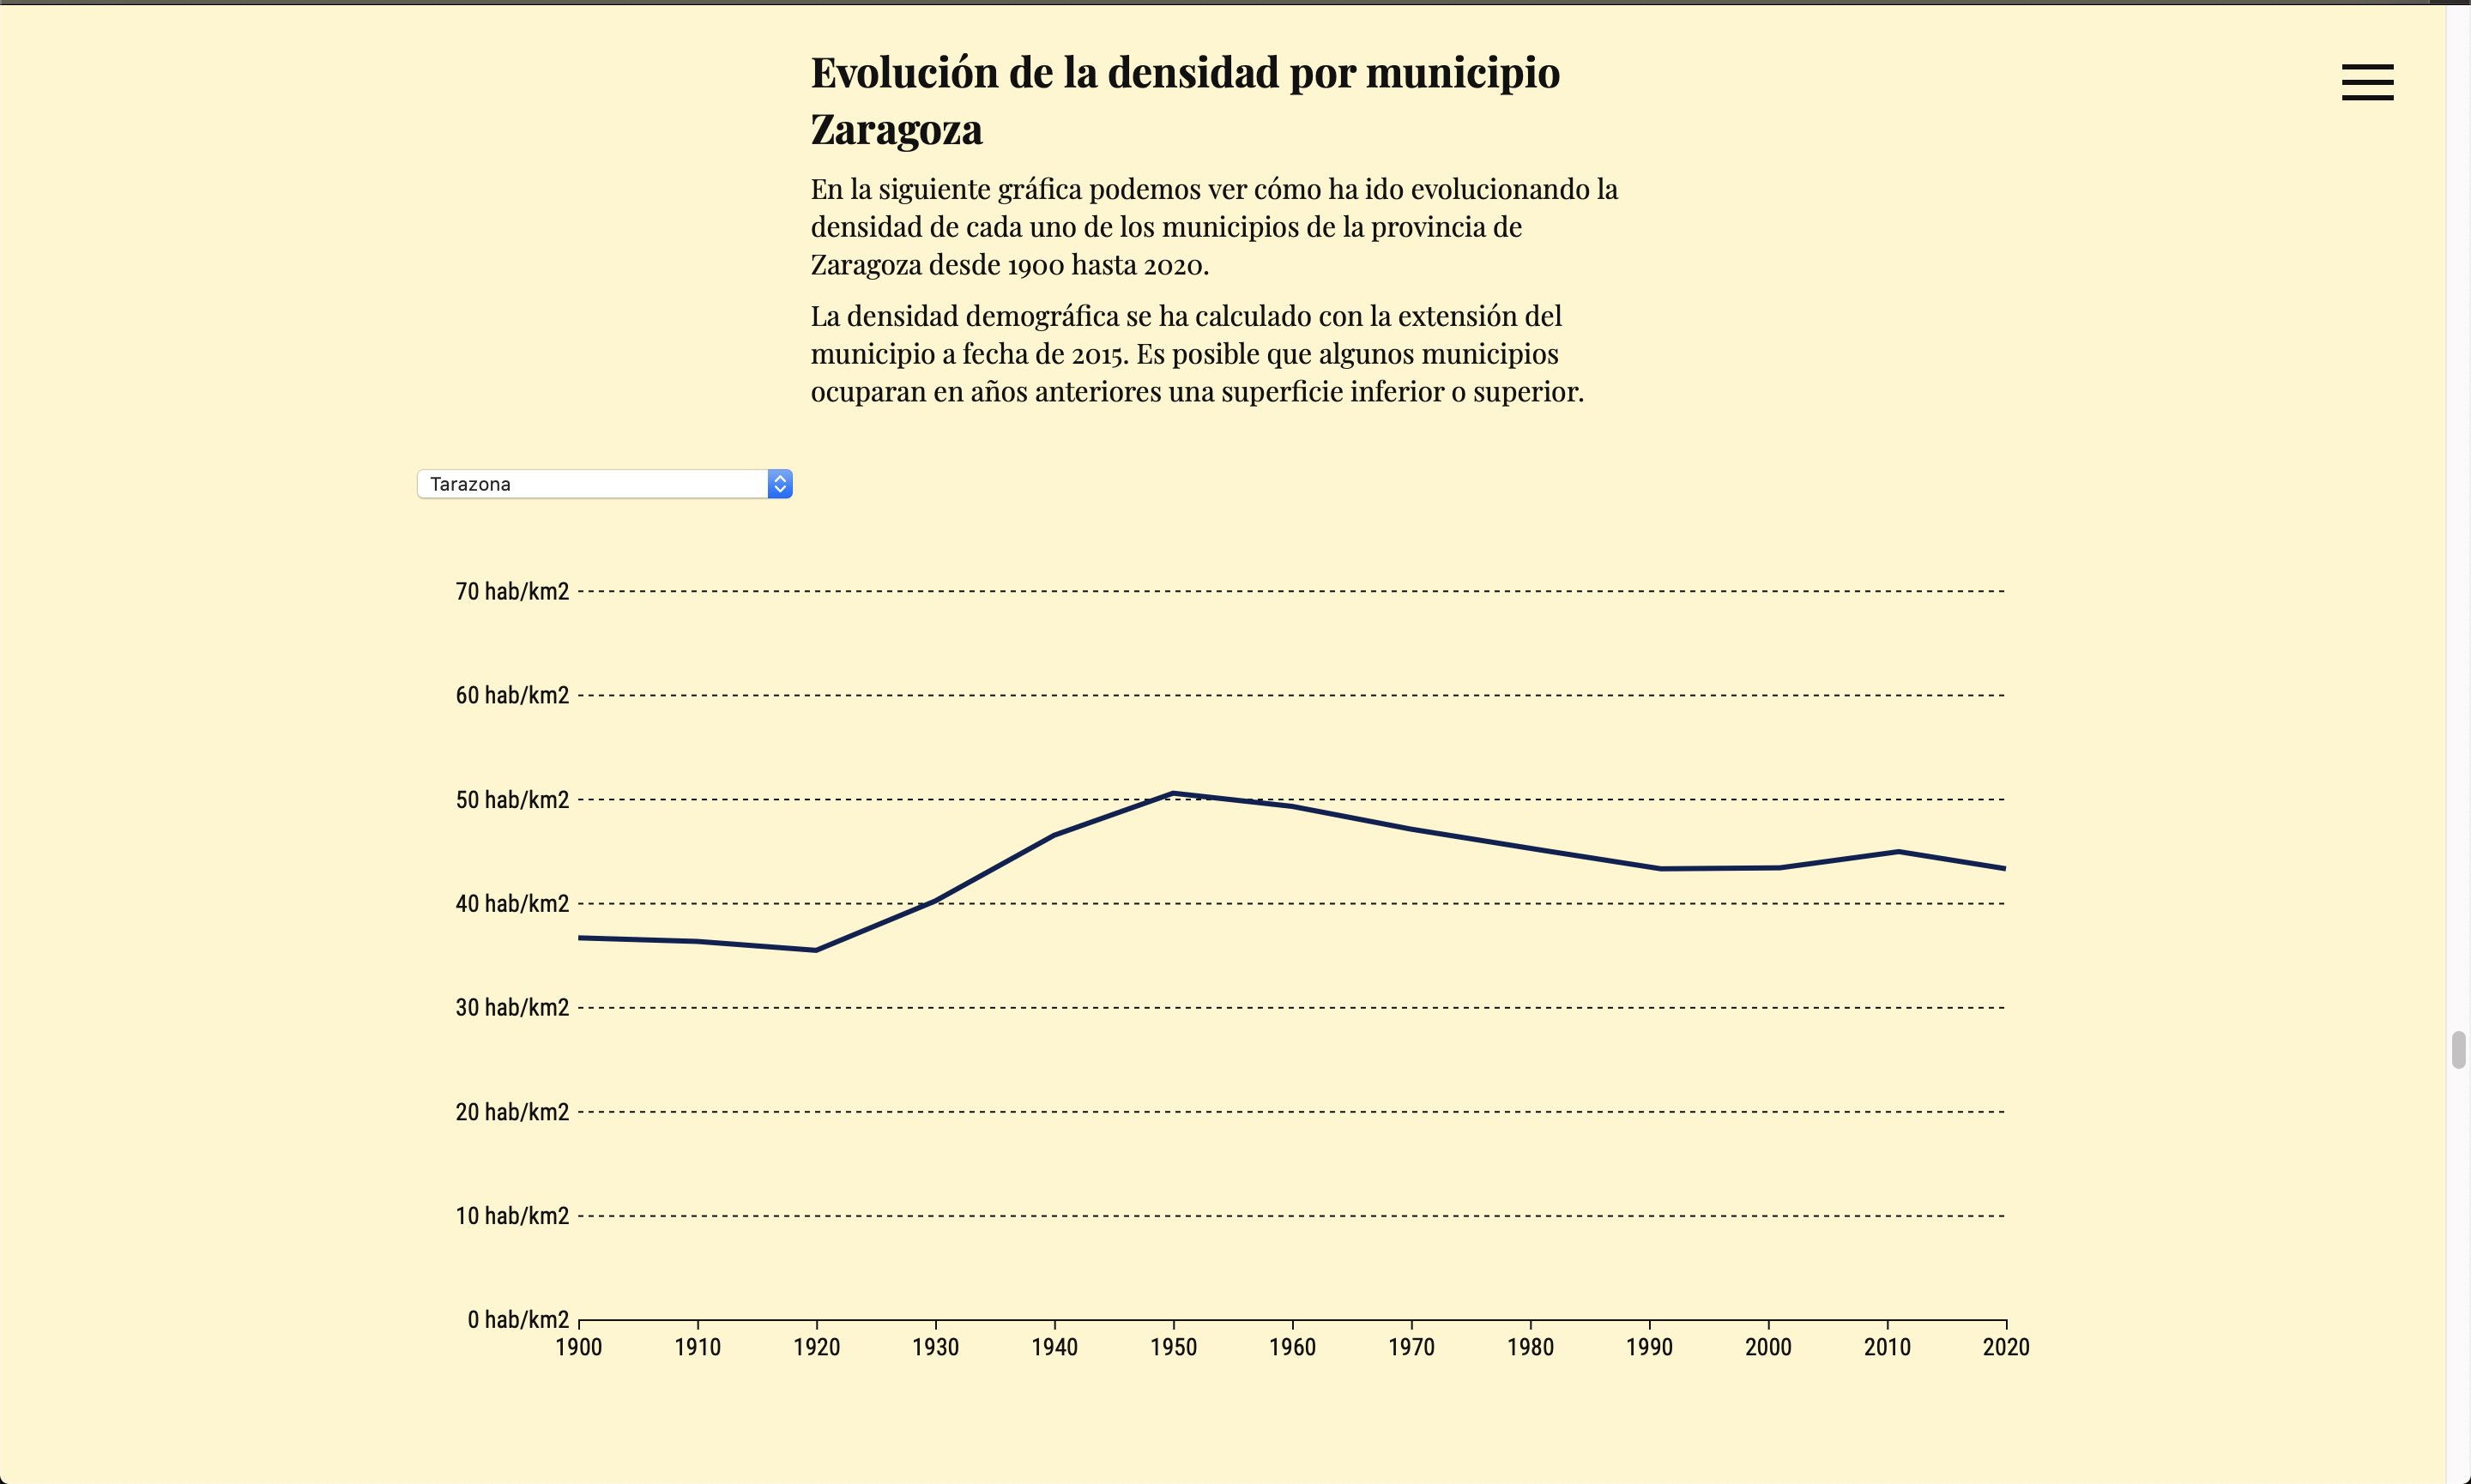 Evolución de la densidad por municipio
Zaragoza
En la siguiente gráfica podemos ver cómo ha ido evolucionando la
densidad de cada uno de los municipios de la provincia de
Zaragoza desde 1900 hasta 2020.
La densidad demográfica se ha calculado con la extensión del
municipio a fecha de 2015. Es posible que algunos municipios
ocuparan en años anteriores una superficie inferior o superior.
Tarazona
70 hab/km2
60 hab/km2
50 hab/km2
40 hab/km2
30 hab/km2
20 hab/km2
10 hab/km2
0 hab/km2
1900 1910 1920 1930 1940 1950 1960 1970 1980 1990 2000 2010 2020